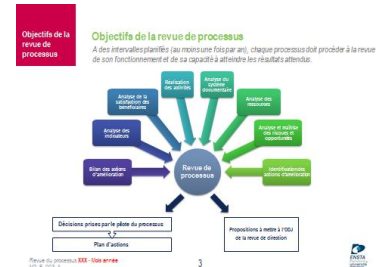 Objectifs de la
revue de
processus
Objectifs de la revue de processus
A des intervalles planifiés (au moins une fois par an), chaque processus doit procéder à la revue
de son fonctionnement et de sa capacité à atteindre les résultats attendus.
Réalisation
des activités
Analyse du
système
documentaire
Analyse de la
satisfaction des
bénéficiaires
Analyse des
ressources
Analyse des
indicateurs
Analyse et maîtrise
des risques et
opportunités
Bilan des actions
d'amélioration
Revue de
processus
Identification des
actions d'amélioration
Décisions prises par le pilote du processus
Plan d'actions
Propositions à mettre à l'ODJ
de la revue de direction
Revue du processus XXX - Mois année
3
ENSTA